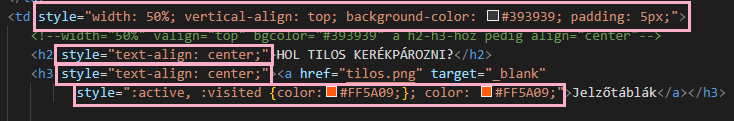 <td style="width: 50%; vertical-align: top; background-color: #393939; padding: 5px;">
<!--width="50%" valign="top" bgcolor="#393939" a h2-h3-hoz pedig align="center"-->
<h2 style="text-align: center;">HOL TILOS KERÉKPÁROZNI?</h2>
<h3 style="text-align: center;"><a href="tilos.png" target="_blank"
style=":active, :visited {color: #FF5A09;}; color: #FF5A09;">Jelzőtáblák</a></h3>